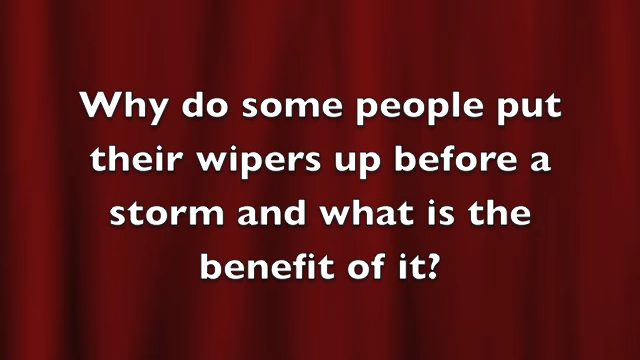 Why do some people put
their wipers up before a
storm and what is the
benefit of it?